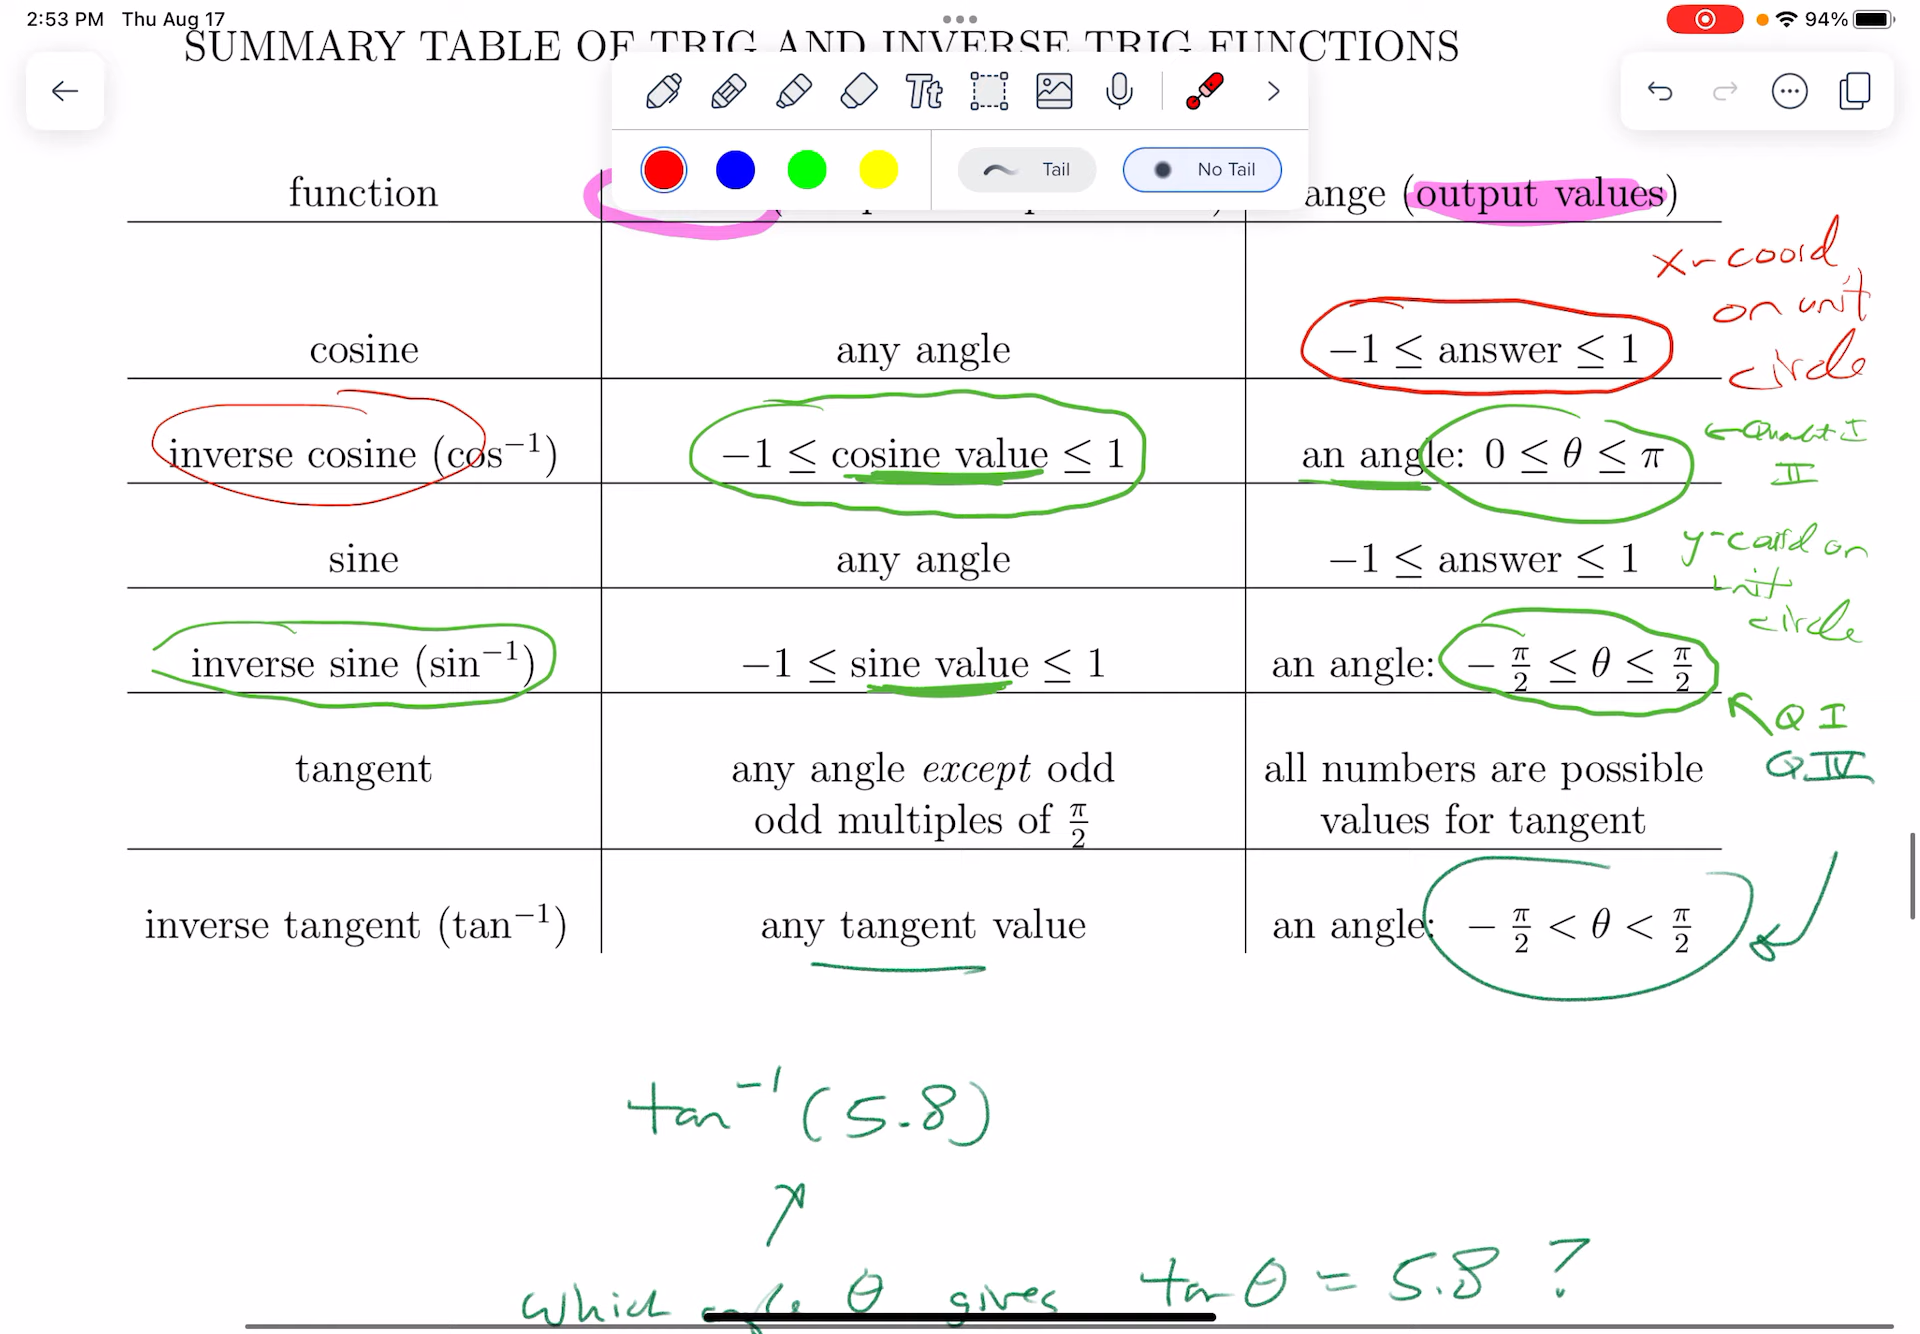 2:53 PM Thu Aug 17
94%
SUMMARY TABLE OF TRIG AND INVERSE TRIG FUNCTIONS
Tt
Tail
No Tail
function
ange (output values)
x-coord
on unit
circle
cosine
any angle
−1 ≤ answer ≤ 1
inverse cosine (cos⁻¹)
−1 ≤ cosine value ≤ 1
an angle: 0 ≤ θ ≤ π
I
II
sine
any angle
−1 ≤ answer ≤ 1
y-coord on
unit
circle
inverse sine (sin⁻¹)
−1 ≤ sine value ≤ 1
an angle: − π/2 ≤ θ ≤ π/2
Q I
Q IV
tangent
any angle except odd
odd multiples of π/2
all numbers are possible
values for tangent
inverse tangent (tan⁻¹)
any tangent value
an angle: − π/2 < θ < π/2
tan⁻¹(5.8)
which angle θ gives tan θ = 5.8 ?